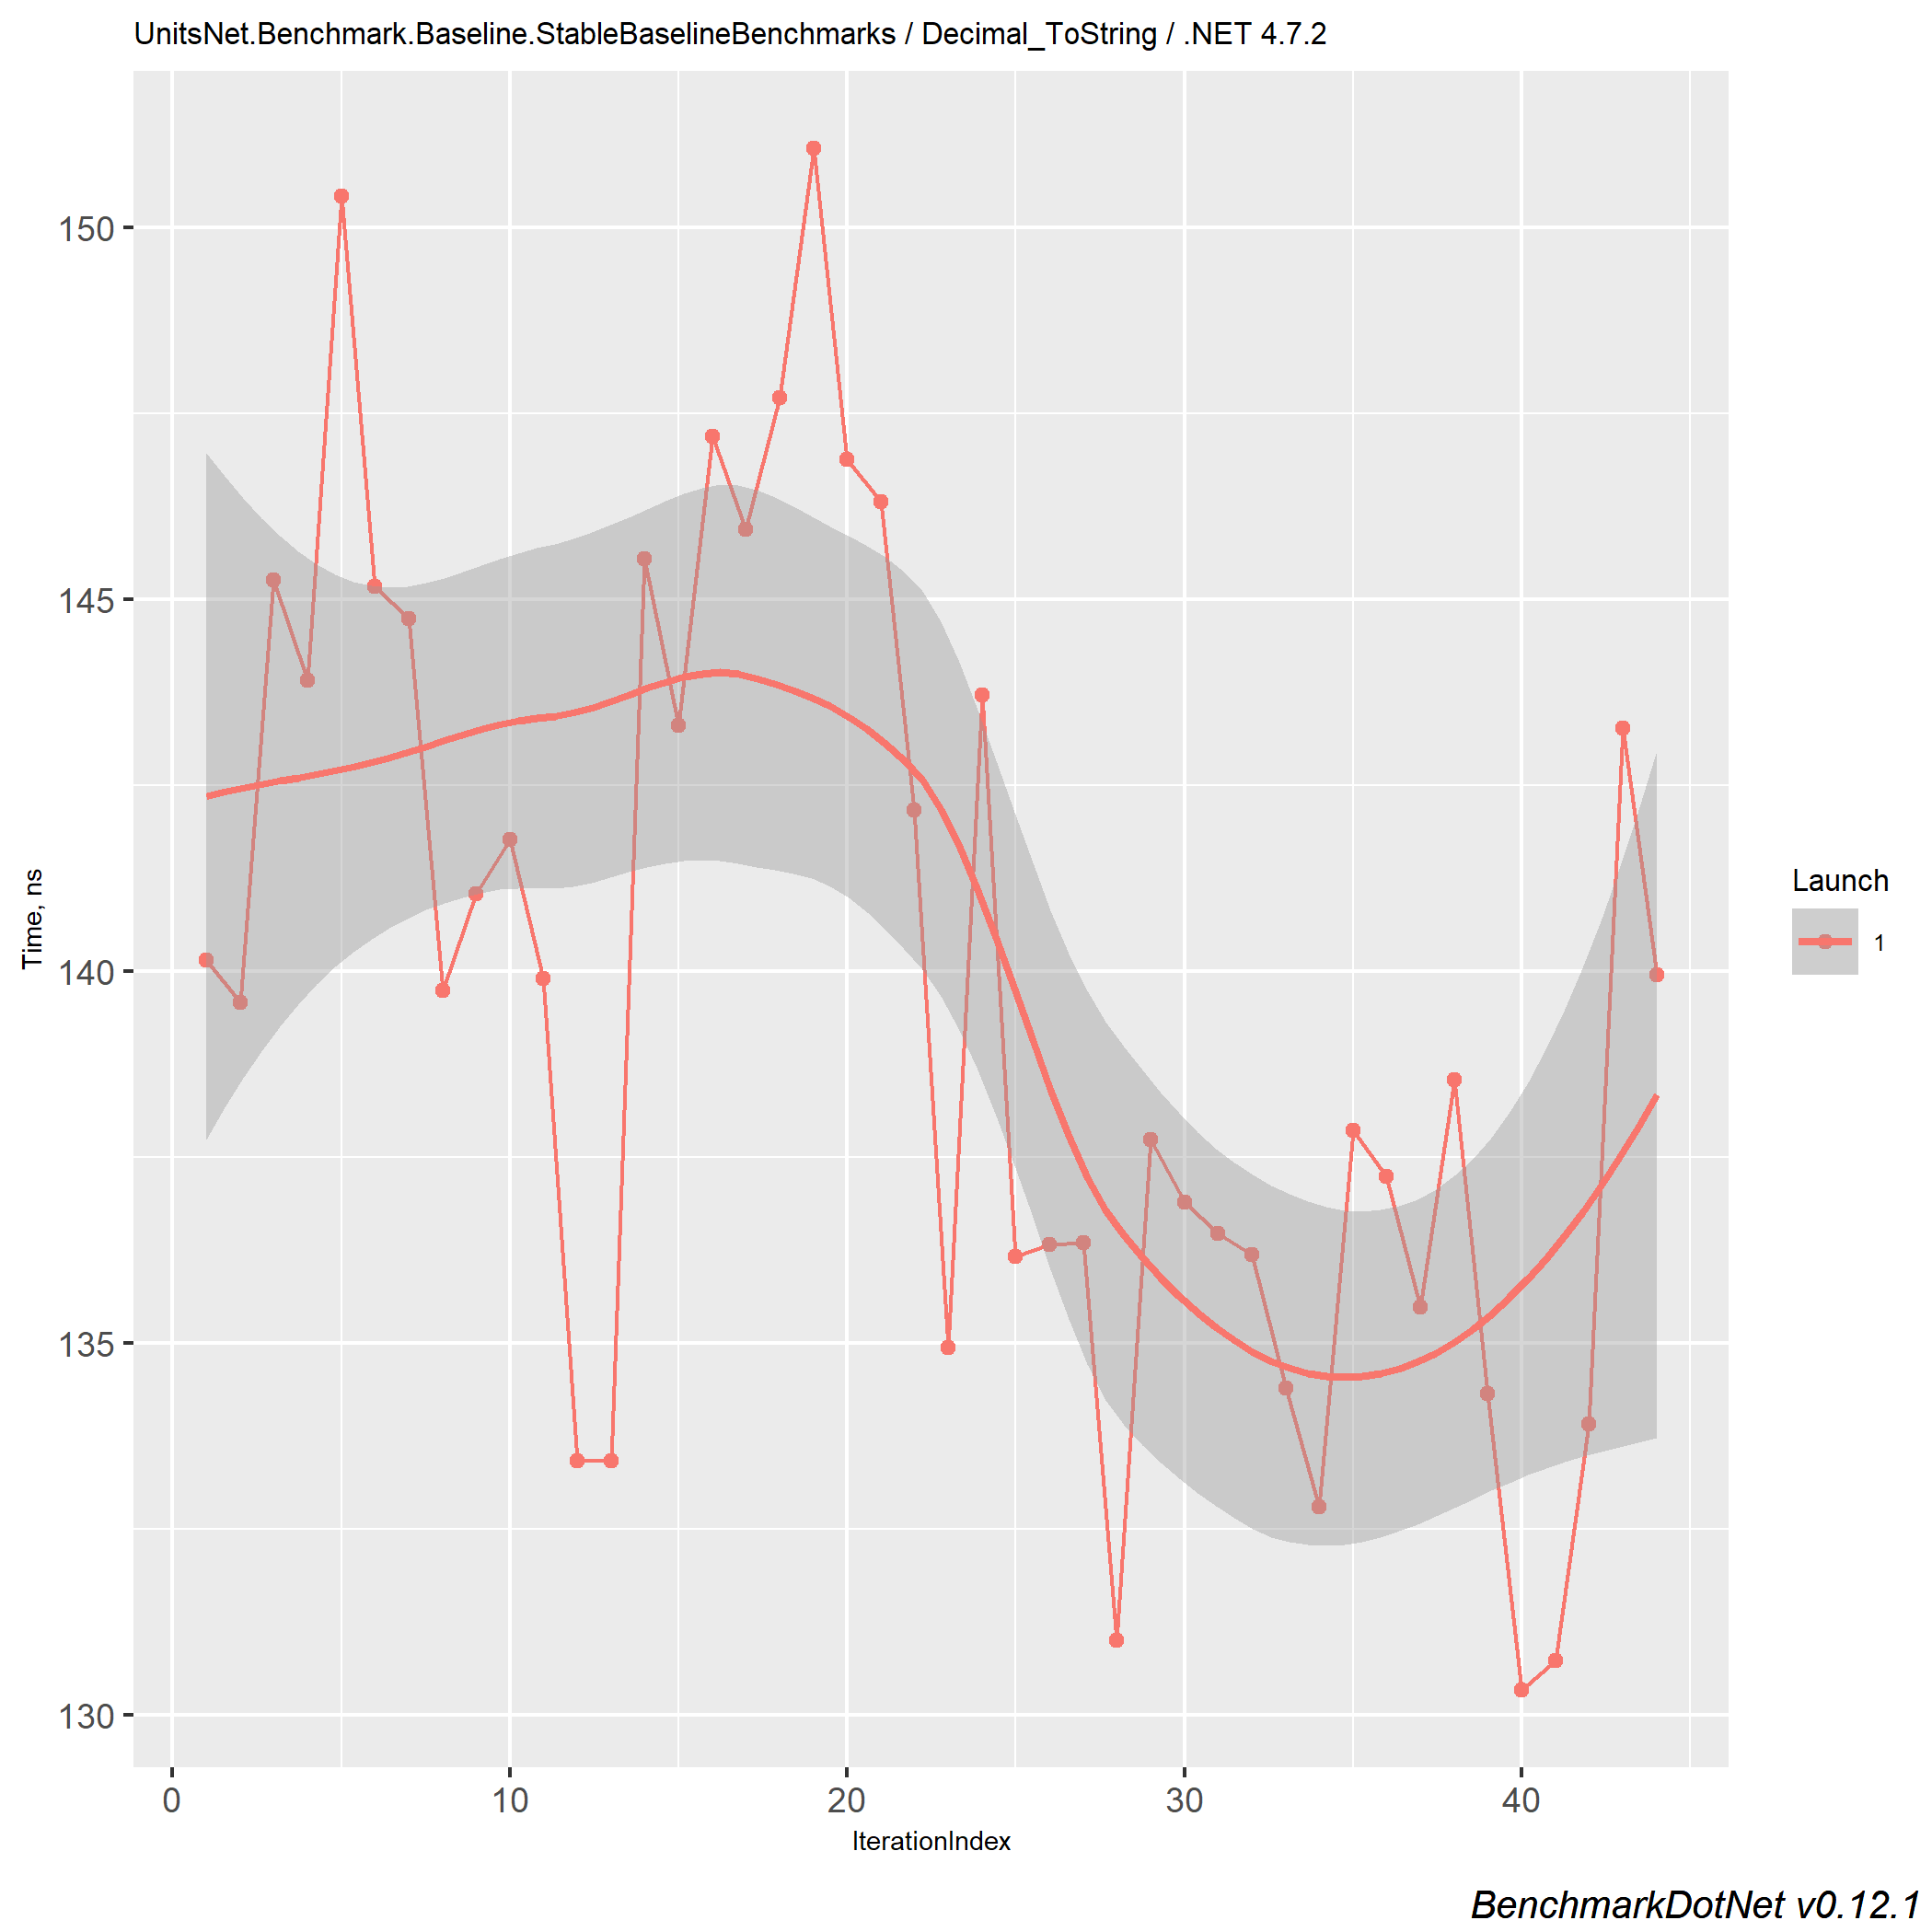 UnitsNet.Benchmark.Baseline.StableBaselineBenchmarks / Decimal_ToString / .NET 4.7.2
150
145
140
135
130
Time, ns
0 10 20 30 40
IterationIndex
Launch
1
BenchmarkDotNet v0.12.1